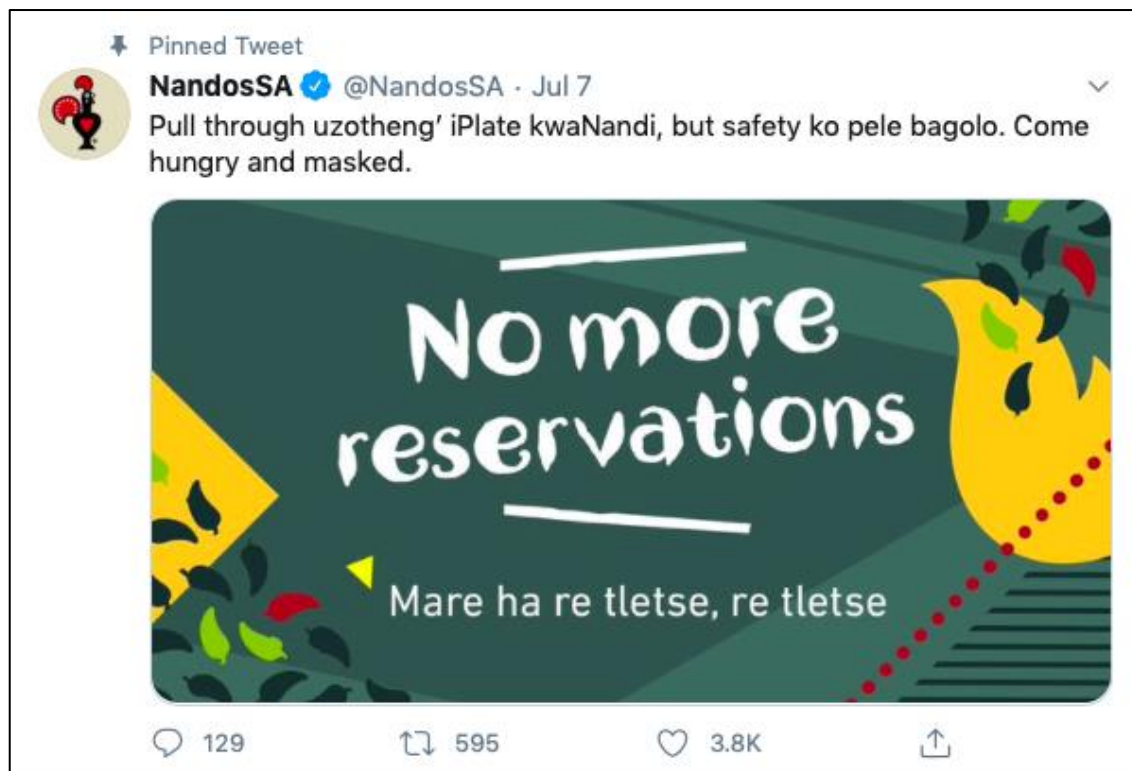 Pinned Tweet
NandosSA @NandosSA · Jul 7
Pull through uzotheng’ iPlate kwaNandi, but safety ko pele bagolo. Come
hungry and masked.
No more
reservations
Mare ha re tletse, re tletse
129 595 3.8K